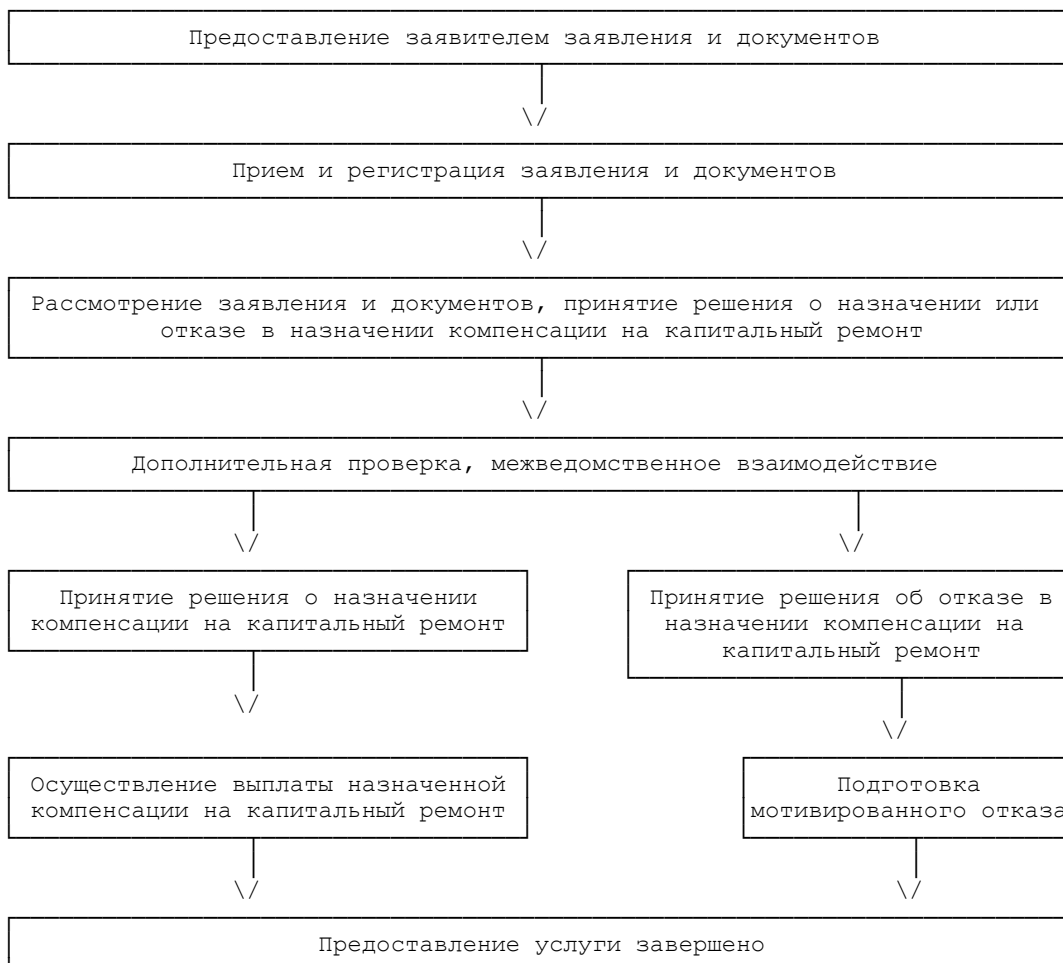 Предоставление заявителем заявления и документов
Прием и регистрация заявления и документов
Рассмотрение заявления и документов, принятие решения о назначении или
отказе в назначении компенсации на капитальный ремонт
Дополнительная проверка, межведомственное взаимодействие
Принятие решения о назначении
компенсации на капитальный ремонт
Принятие решения об отказе в
назначении компенсации на
капитальный ремонт
Осуществление выплаты назначенной
компенсации на капитальный ремонт
Подготовка
мотивированного отказа
Предоставление услуги завершено